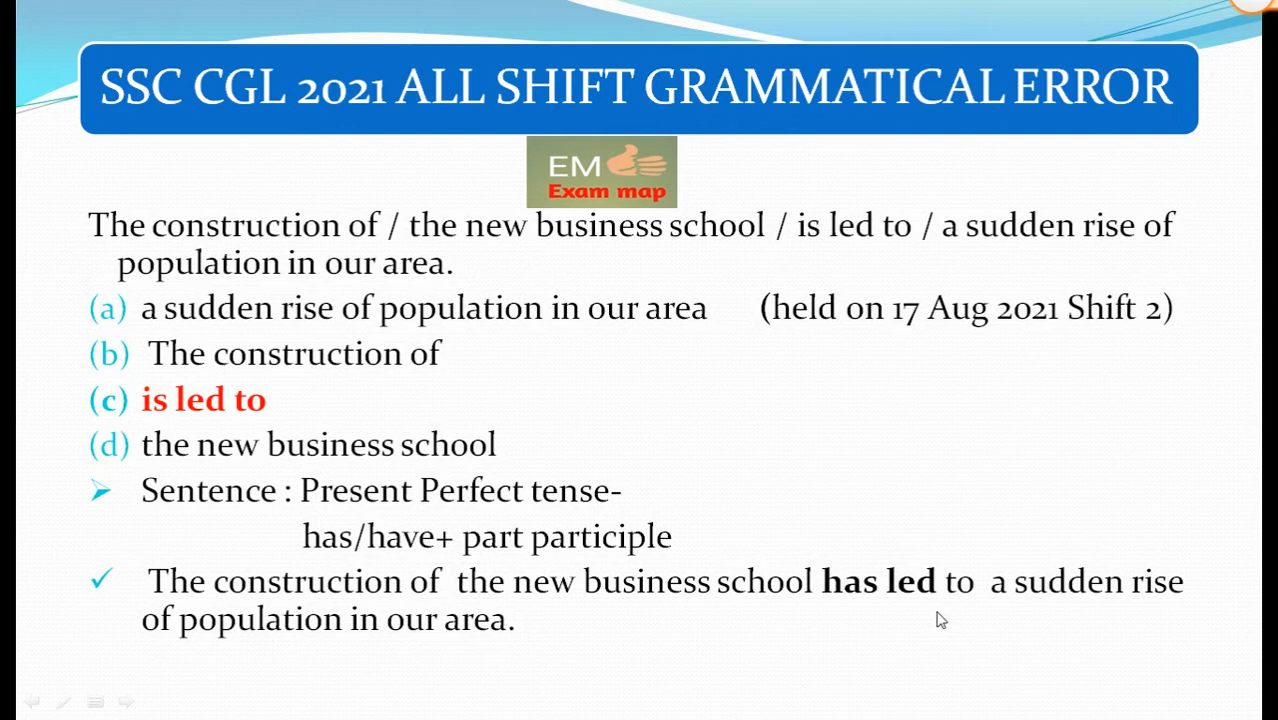 SSC CGL 2021 ALL SHIFT GRAMMATICAL ERROR
EM
Exam map
The construction of / the new business school / is led to / a sudden rise of
population in our area.
(a) a sudden rise of population in our area (held on 17 Aug 2021 Shift 2)
(b) The construction of
(c) is led to
(d) the new business school
Sentence : Present Perfect tense-
has/have+ part participle
The construction of the new business school has led to a sudden rise
of population in our area.